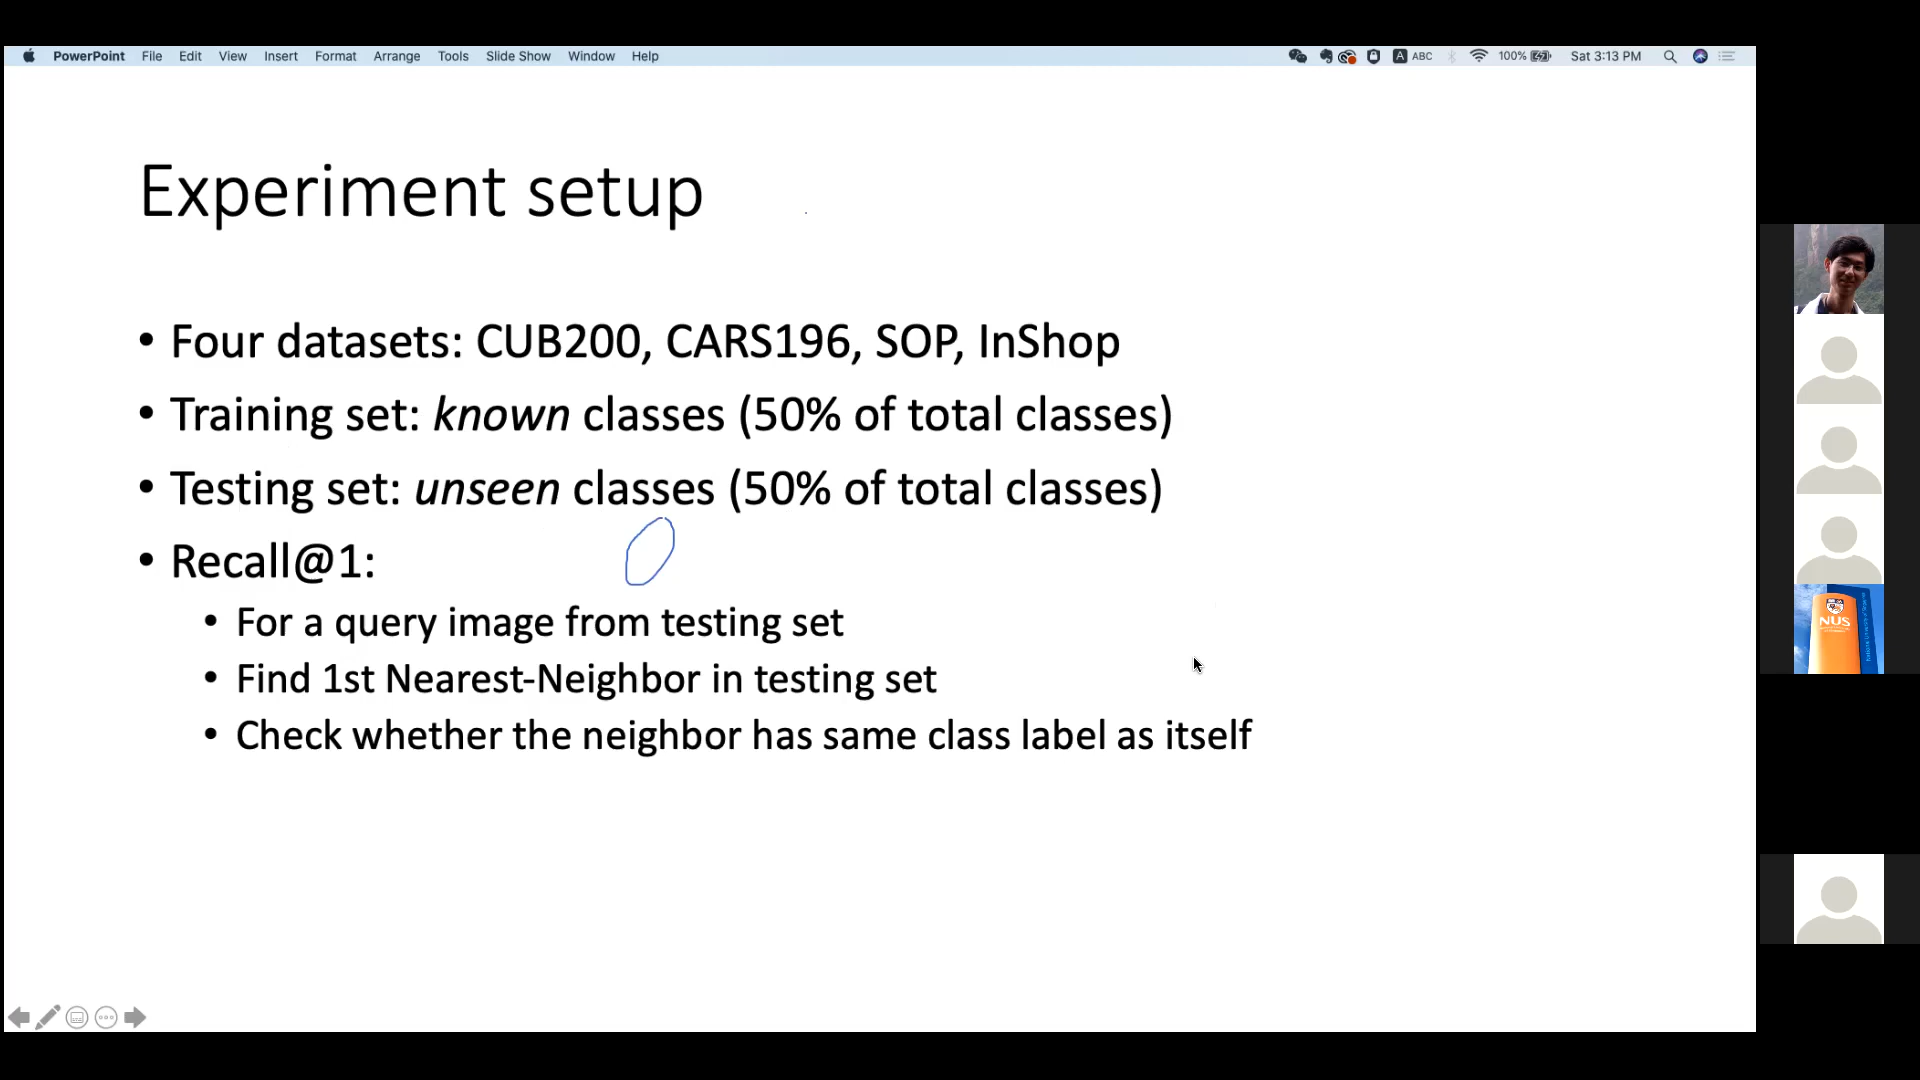 PowerPoint File Edit View Insert Format Arrange Tools Slide Show Window Help
A ABC 100% Sat 3:13 PM
Experiment setup
• Four datasets: CUB200, CARS196, SOP, InShop
• Training set: known classes (50% of total classes)
• Testing set: unseen classes (50% of total classes)
• Recall@1:
• For a query image from testing set
• Find 1st Nearest-Neighbor in testing set
• Check whether the neighbor has same class label as itself
NUS